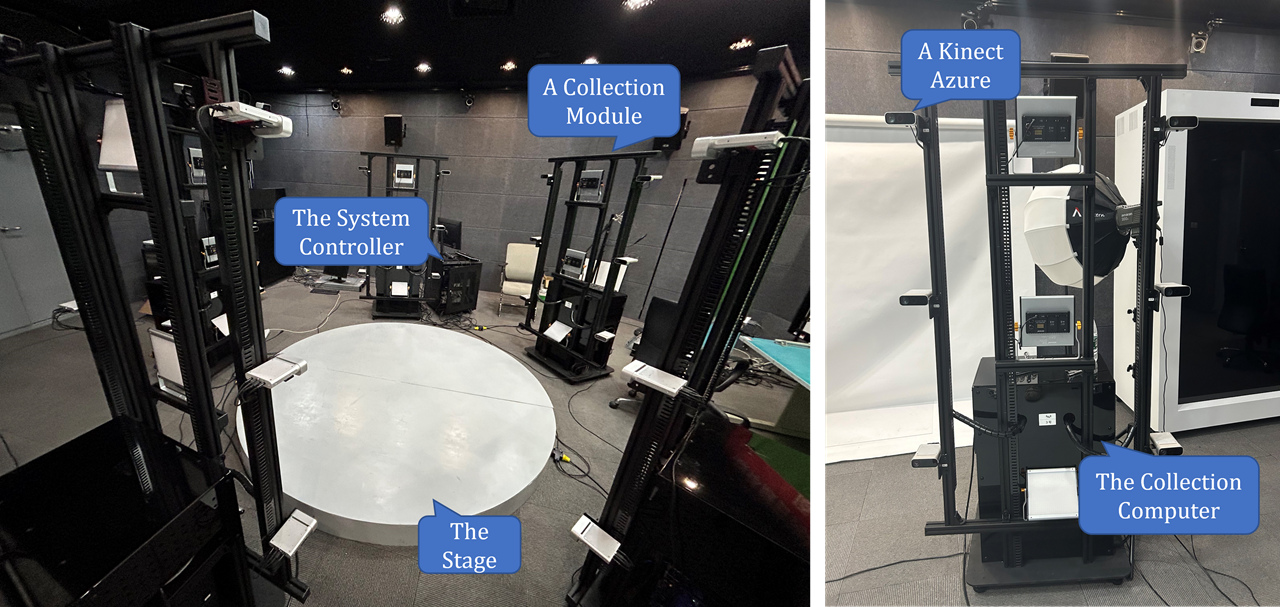 A Collection
Module
The System
Controller
The
Stage
A Kinect
Azure
The Collection
Computer